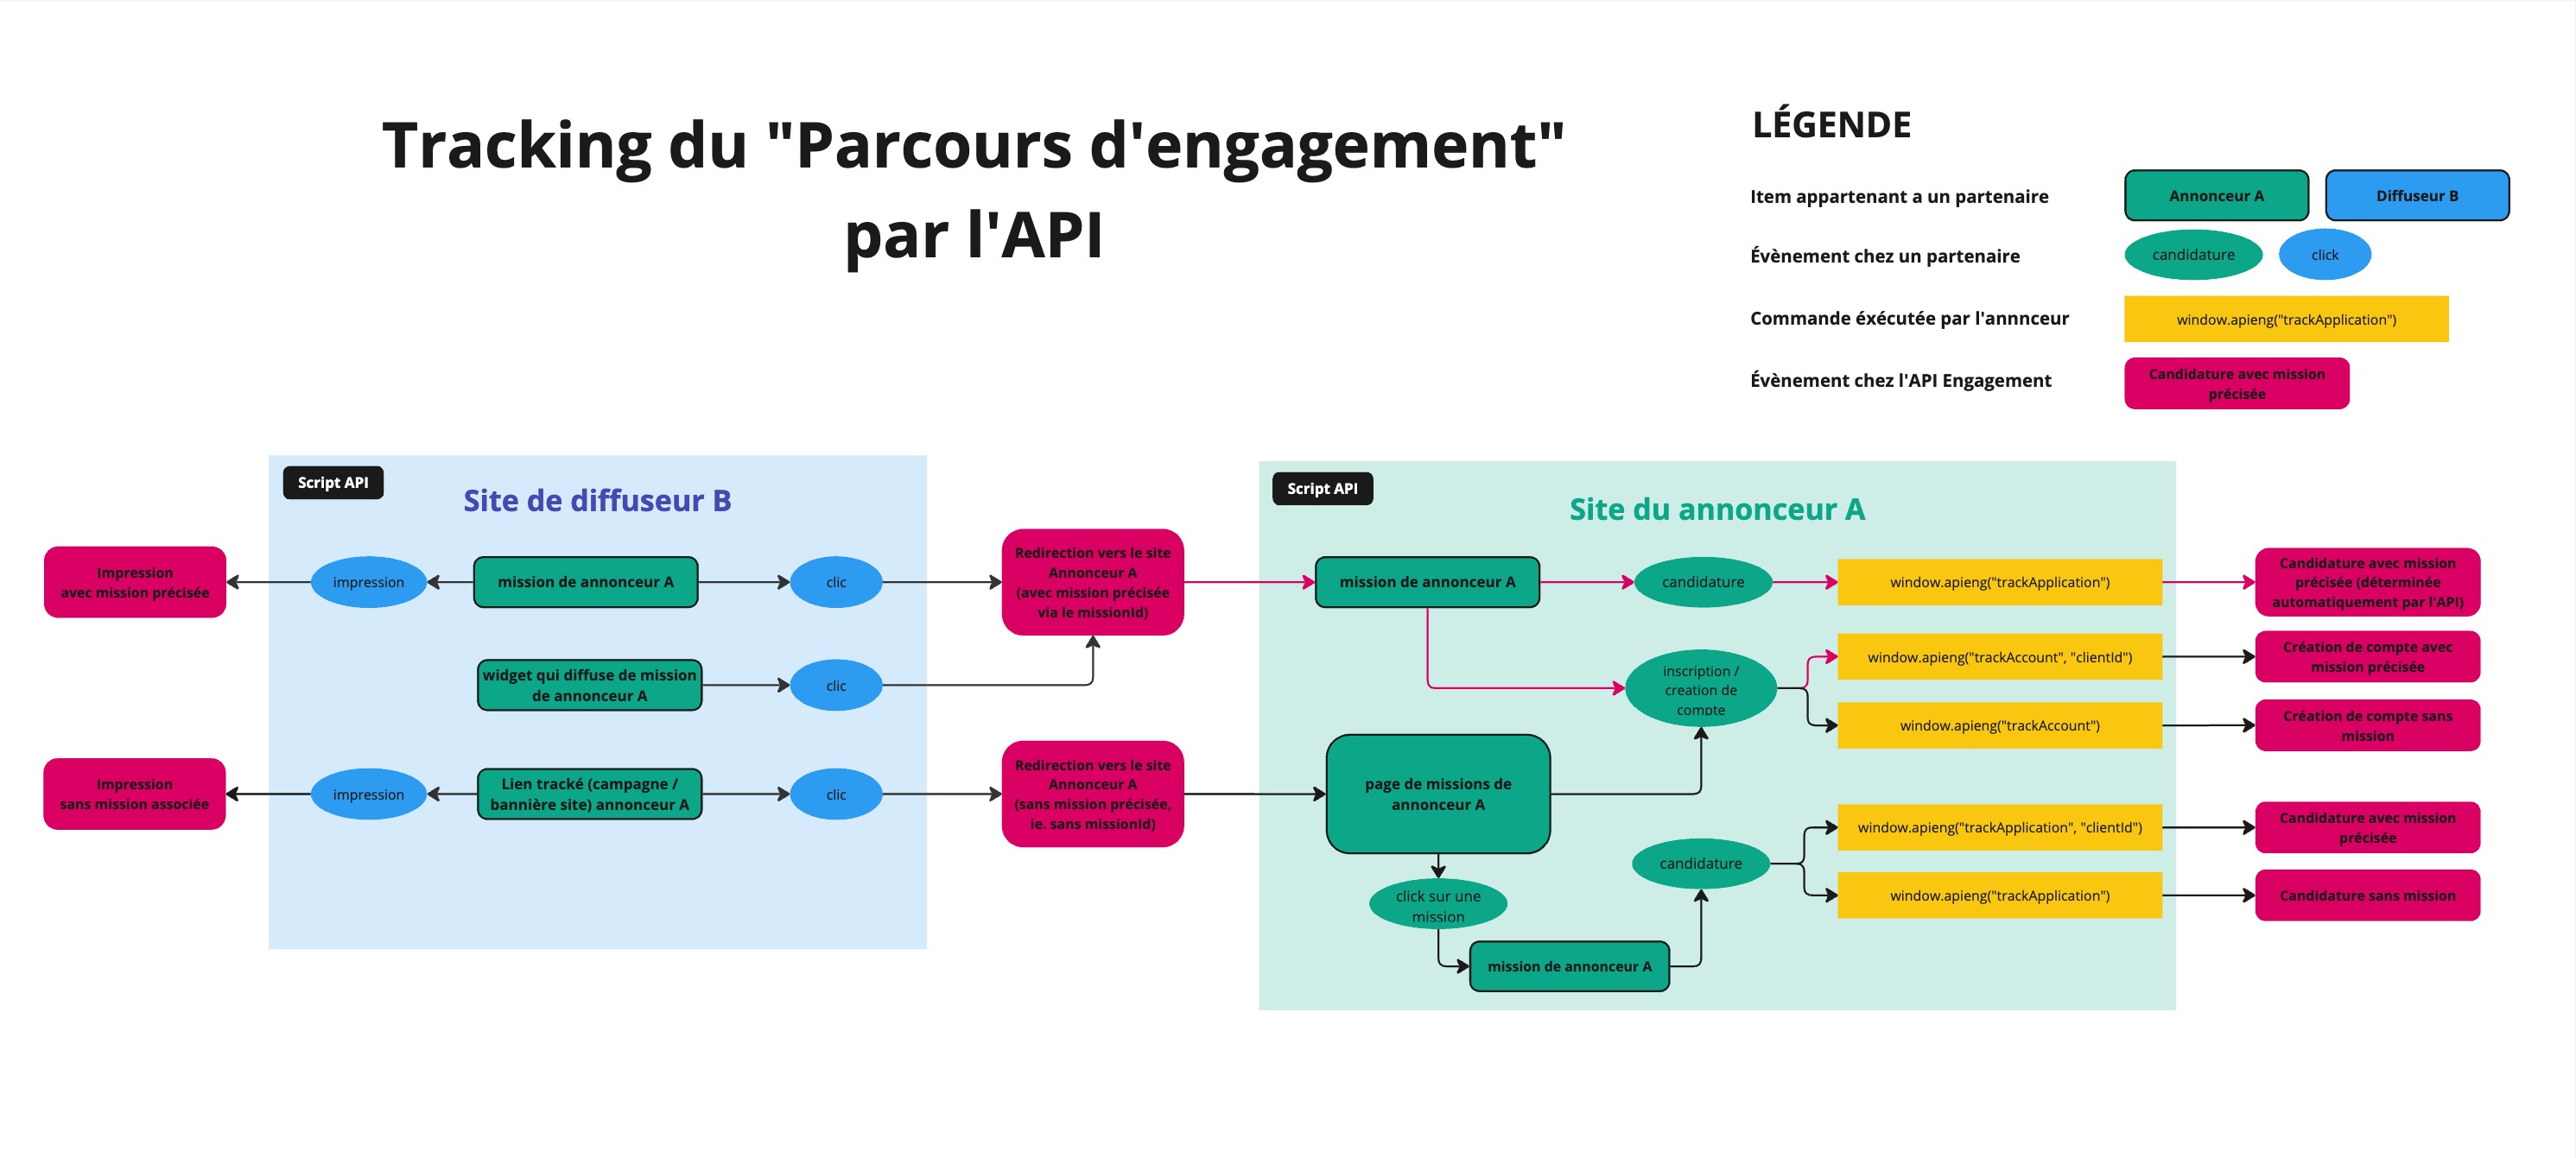 Tracking du "Parcours d'engagement"
par l'API
LÉGENDE
Item appartenant a un partenaire
Annonceur A
Diffuseur B
Évènement chez un partenaire
candidature
click
Commande éxécutée par l'annnceur
window.apieng("trackApplication")
Évènement chez l'API Engagement
Candidature avec mission
précisée
Script API
Site de diffuseur B
Impression
avec mission précisée
impression
mission de annonceur A
clic
widget qui diffuse de mission
de annonceur A
clic
Impression
sans mission associée
impression
Lien tracké (campagne /
bannière site) annonceur A
clic
Redirection vers le site
Annonceur A
(avec mission précisée
via le missionId)
Redirection vers le site
Annonceur A
(sans mission précisée,
ie. sans missionId)
Script API
Site du annonceur A
mission de annonceur A
candidature
window.apieng("trackApplication")
Candidature avec mission
précisée (déterminée
automatiquement par l'API)
inscription /
creation de
compte
window.apieng("trackAccount", "clientId")
Création de compte avec
mission précisée
window.apieng("trackAccount")
Création de compte sans
mission
page de missions de
annonceur A
click sur une
mission
mission de annonceur A
candidature
window.apieng("trackApplication", "clientId")
Candidature avec mission
précisée
window.apieng("trackApplication")
Candidature sans mission